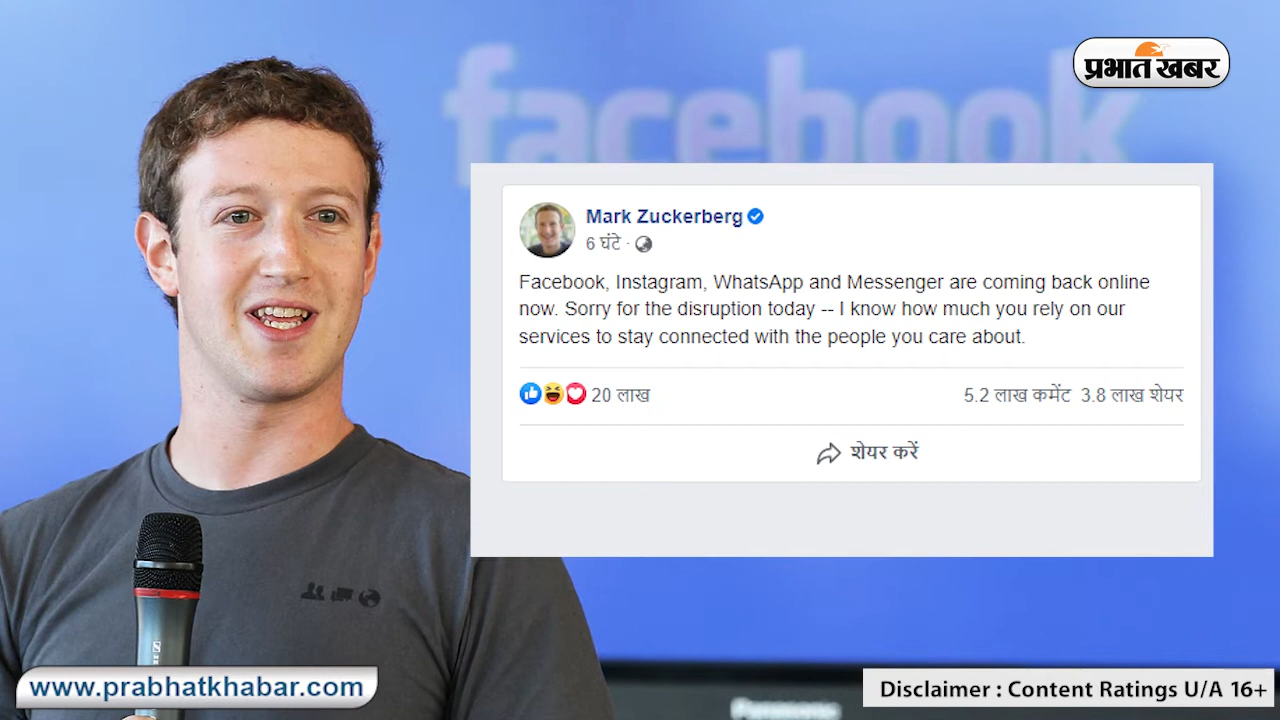 facebook
प्रभात खबर
Mark Zuckerberg
6 घंटे ·
Facebook, Instagram, WhatsApp and Messenger are coming back online
now. Sorry for the disruption today -- I know how much you rely on our
services to stay connected with the people you care about.
20 लाख
5.2 लाख कमेंट 3.8 लाख शेयर
शेयर करें
www.prabhatkhabar.com
Disclaimer : Content Ratings U/A 16+
Panasonic